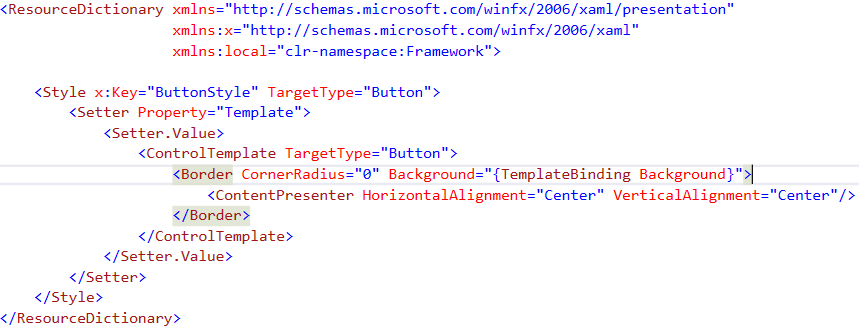 <ResourceDictionary xmlns="http://schemas.microsoft.com/winfx/2006/xaml/presentation"
                    xmlns:x="http://schemas.microsoft.com/winfx/2006/xaml"
                    xmlns:local="clr-namespace:Framework">
    <Style x:Key="ButtonStyle" TargetType="Button">
        <Setter Property="Template">
            <Setter.Value>
                <ControlTemplate TargetType="Button">
                    <Border CornerRadius="0" Background="{TemplateBinding Background}">
                        <ContentPresenter HorizontalAlignment="Center" VerticalAlignment="Center"/>
                    </Border>
                </ControlTemplate>
            </Setter.Value>
        </Setter>
    </Style>
</ResourceDictionary>